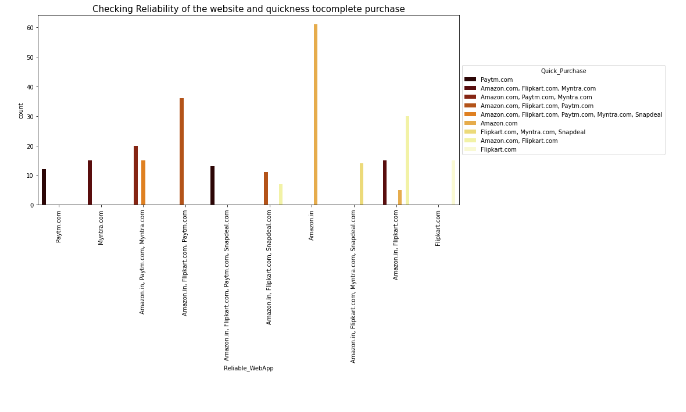 Checking Reliability of the website and quickness tocomplete purchase
60
50
40
30
20
10
0
count
Paytm.com
Myntra.com
Amazon.in, Paytm.com, Myntra.com
Amazon.in, Flipkart.com, Paytm.com
Amazon.in, Flipkart.com, Paytm.com, Snapdeal.com
Amazon.in, Flipkart.com, Snapdeal.com
Amazon.in
Amazon.in, Flipkart.com, Myntra.com, Snapdeal.com
Amazon.in, Flipkart.com
Flipkart.com
Reliable_WebApp
Quick_Purchase
Paytm.com
Amazon.com, Flipkart.com, Myntra.com
Amazon.com, Paytm.com, Myntra.com
Amazon.com, Flipkart.com, Paytm.com
Amazon.com, Flipkart.com, Paytm.com, Myntra.com, Snapdeal
Amazon.com
Flipkart.com, Myntra.com, Snapdeal
Amazon.com, Flipkart.com
Flipkart.com